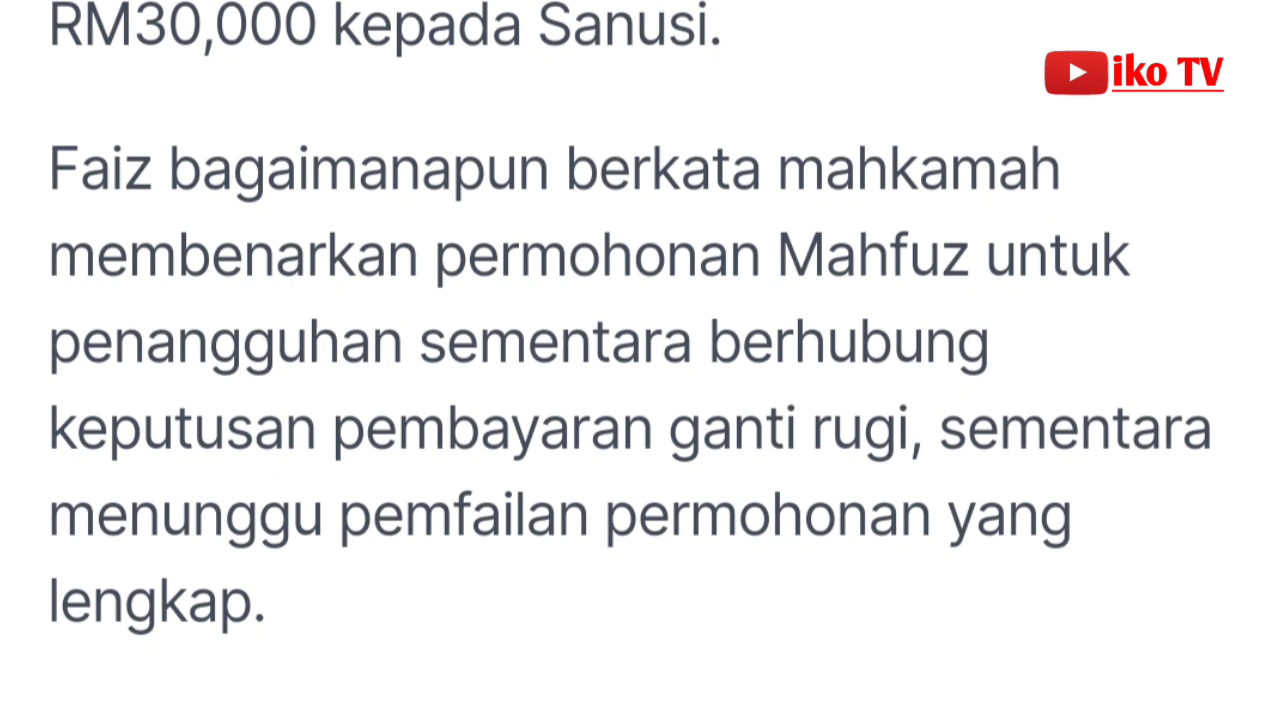 RM30,000 kepada Sanusi.
iko TV
Faiz bagaimanapun berkata mahkamah
membenarkan permohonan Mahfuz untuk
penangguhan sementara berhubung
keputusan pembayaran ganti rugi, sementara
menunggu pemfailan permohonan yang
lengkap.